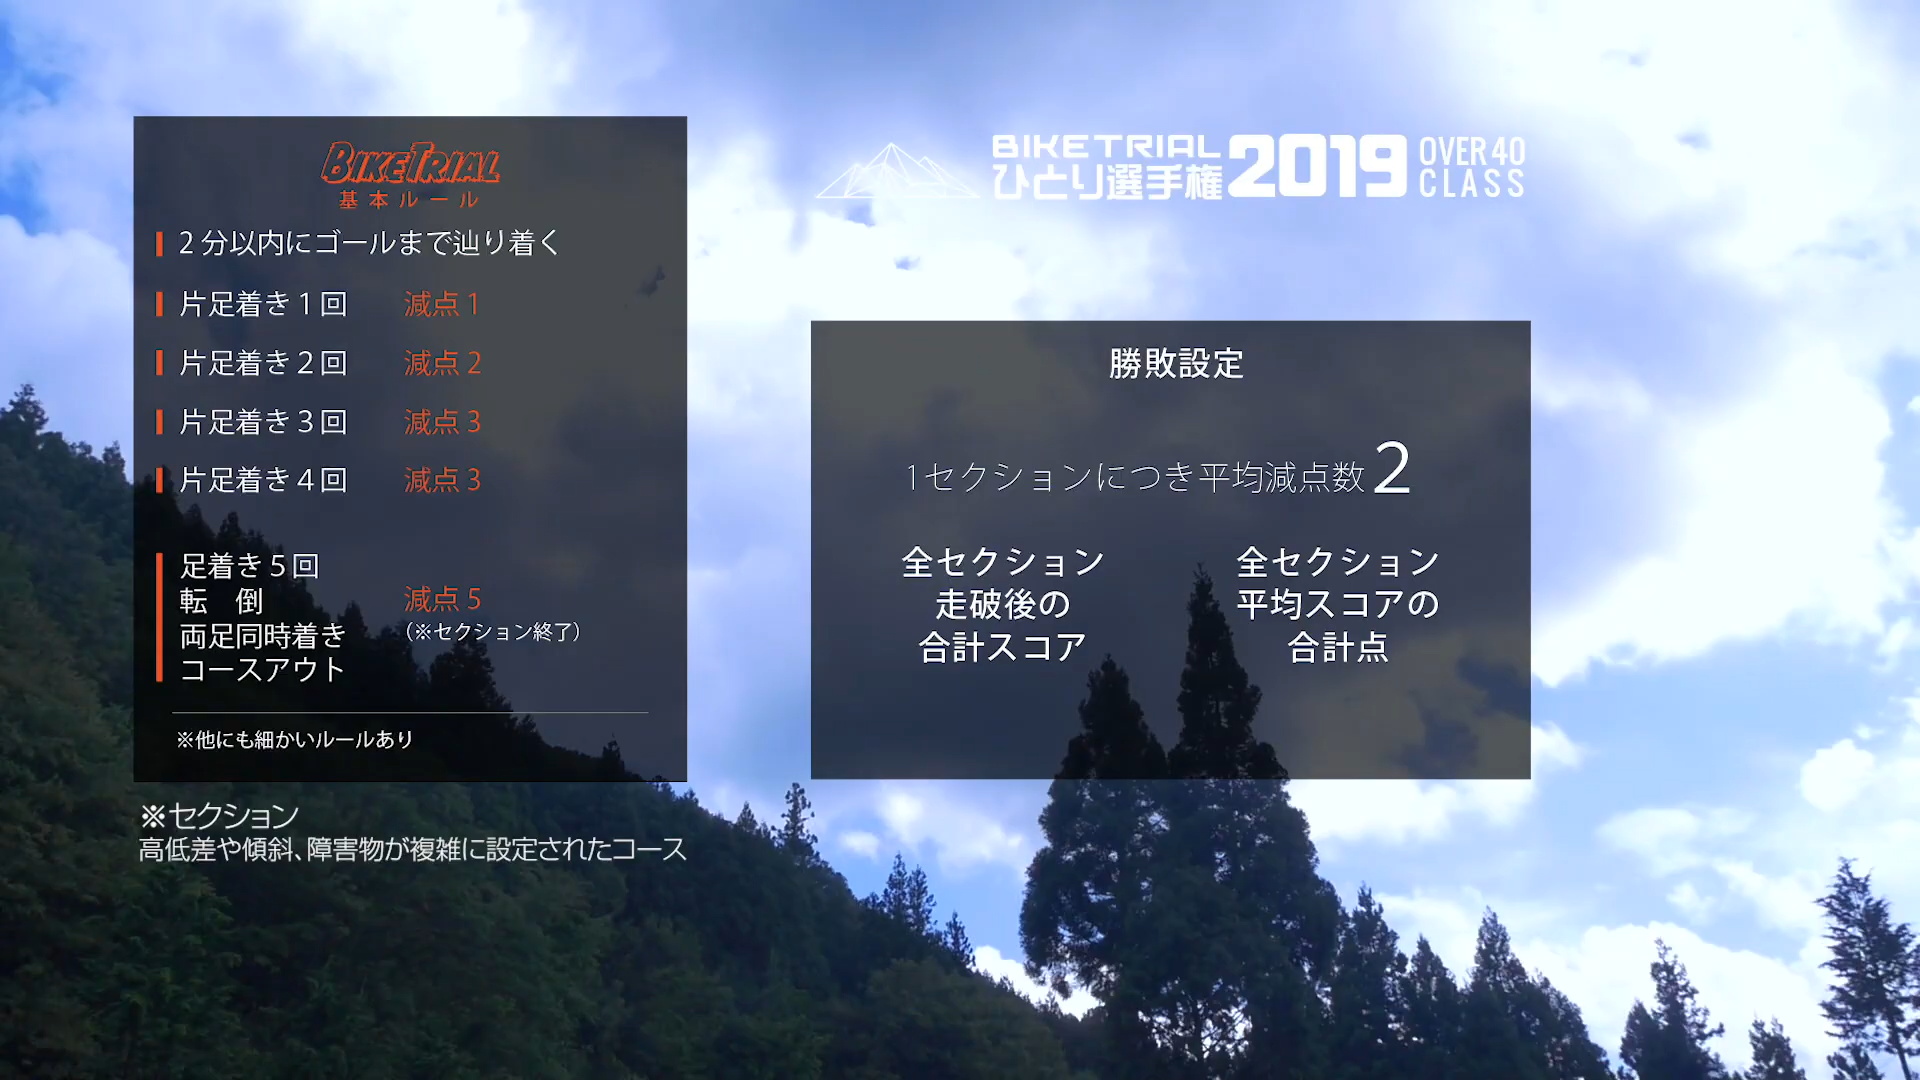 BIKETRIAL
基本ルール
2分以内にゴールまで辿り着く
片足着き1回 減点1
片足着き2回 減点2
片足着き3回 減点3
片足着き4回 減点3
足着き5回
転 倒 減点5
両足同時着き (※セクション終了)
コースアウト
※他にも細かいルールあり
※セクション
高低差や傾斜、障害物が複雑に設定されたコース
BIKETRIAL
ひとり選手権
2019
OVER40
CLASS
勝敗設定
1セクションにつき平均減点数2
全セクション
走破後の
合計スコア
全セクション
平均スコアの
合計点